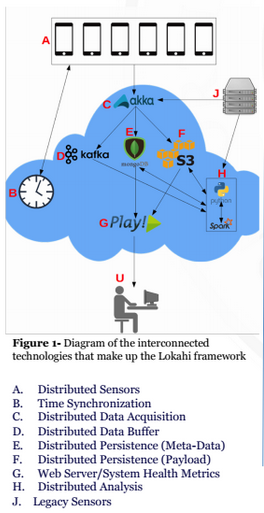 A
J
C akka
E
F
D kafka
mongoDB
S3
H
B
python
G Play!
Spark
U
Figure 1- Diagram of the interconnected
technologies that make up the Lokahi framework
A. Distributed Sensors
B. Time Synchronization
C. Distributed Data Acquisition
D. Distributed Data Buffer
E. Distributed Persistence (Meta-Data)
F. Distributed Persistence (Payload)
G. Web Server/System Health Metrics
H. Distributed Analysis
J. Legacy Sensors